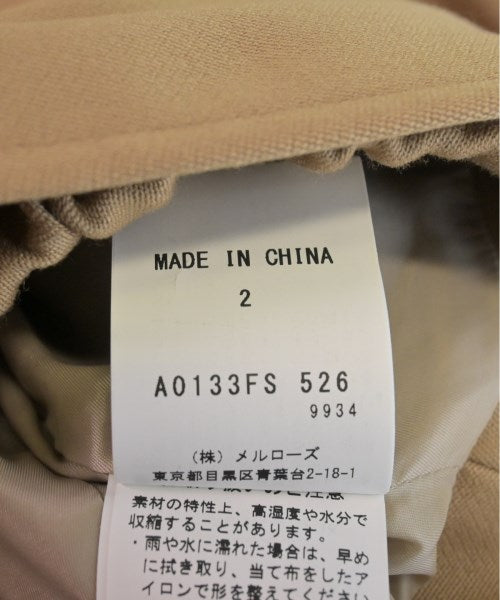 MADE IN CHINA
2
A0133FS 526
9934
(株) メルローズ
東京都目黒区青葉台2-18-1
素材の特性上、高湿度や水分で
収縮することがあります。
・雨や水に濡れた場合は、早め
に拭き取り、当て布をしたア
イロンで形を整えてください